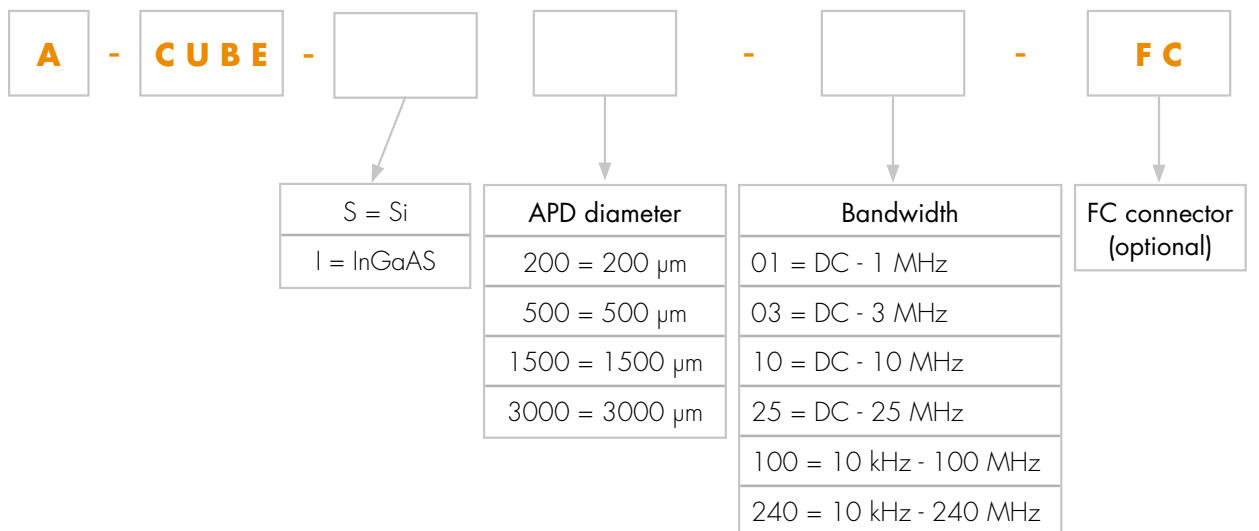 A - CUBE - - - FC
S = Si
I = InGaAS
APD diameter
200 = 200 µm
500 = 500 µm
1500 = 1500 µm
3000 = 3000 µm
Bandwidth
01 = DC - 1 MHz
03 = DC - 3 MHz
10 = DC - 10 MHz
25 = DC - 25 MHz
100 = 10 kHz - 100 MHz
240 = 10 kHz - 240 MHz
FC connector
(optional)